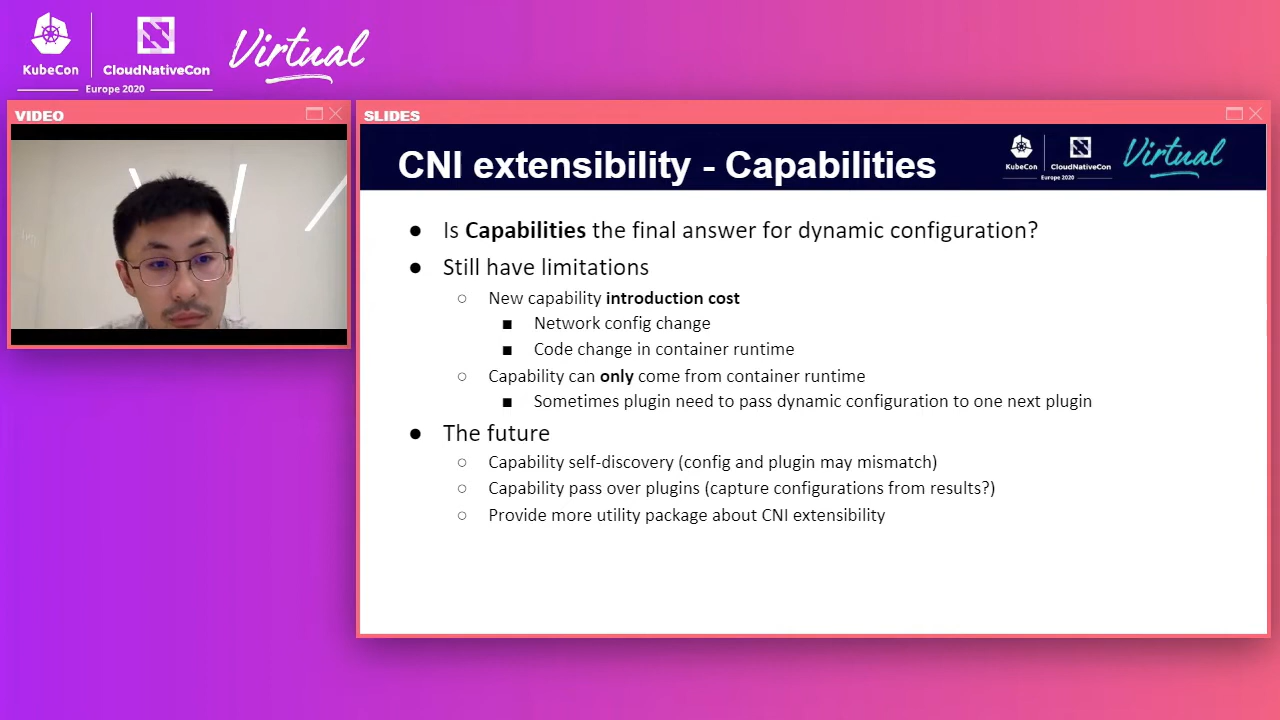 KubeCon
CloudNativeCon
Virtual
Europe 2020
VIDEO
SLIDES
CNI extensibility - Capabilities
KubeCon
CloudNativeCon
Virtual
Europe 2020
● Is Capabilities the final answer for dynamic configuration?
● Still have limitations
○ New capability introduction cost
■ Network config change
■ Code change in container runtime
○ Capability can only come from container runtime
■ Sometimes plugin need to pass dynamic configuration to one next plugin
● The future
○ Capability self-discovery (config and plugin may mismatch)
○ Capability pass over plugins (capture configurations from results?)
○ Provide more utility package about CNI extensibility